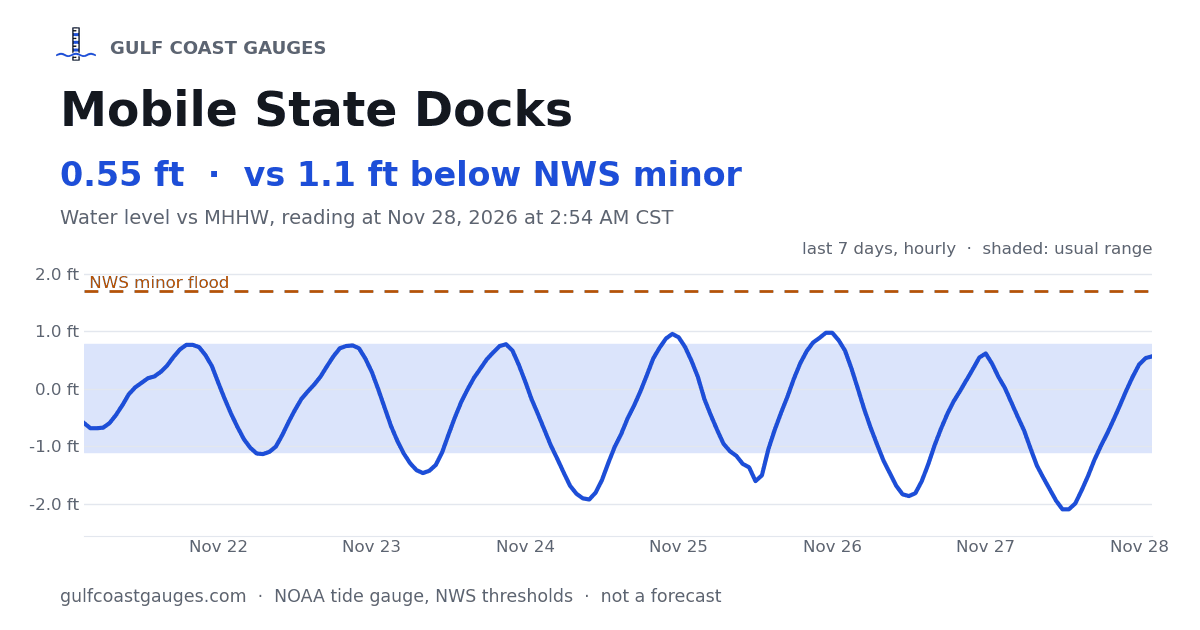 GULF COAST GAUGES
Mobile State Docks
0.55 ft · vs 1.1 ft below NWS minor
Water level vs MHHW, reading at Nov 28, 2026 at 2:54 AM CST
last 7 days, hourly · shaded: usual range
2.0 ft
NWS minor flood
1.0 ft
0.0 ft
-1.0 ft
-2.0 ft
Nov 22 Nov 23 Nov 24 Nov 25 Nov 26 Nov 27 Nov 28
gulfcoastgauges.com · NOAA tide gauge, NWS thresholds · not a forecast